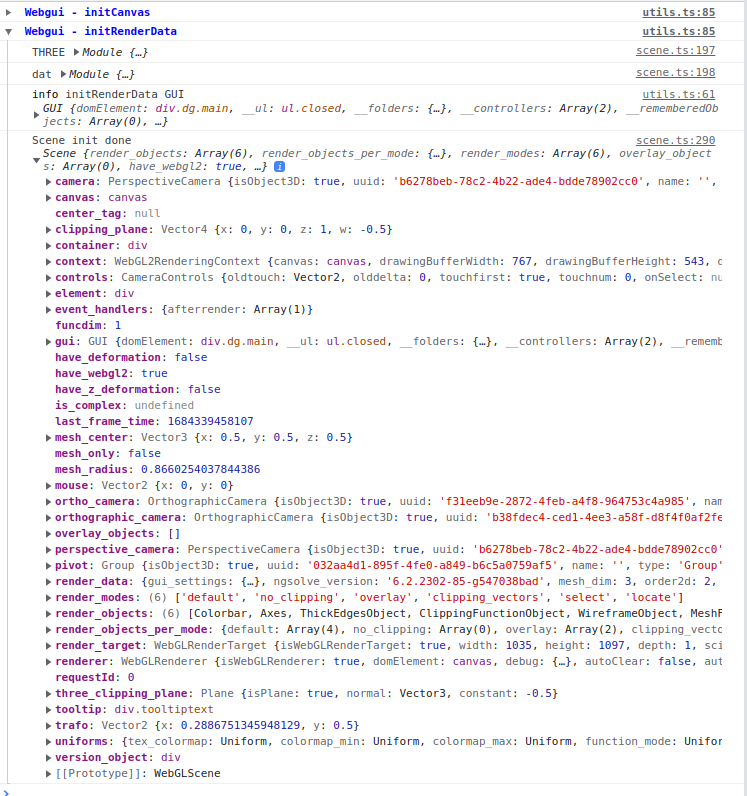 Webgui - initCanvas utils.ts:85
Webgui - initRenderData utils.ts:85
THREE Module {…} scene.ts:197
dat Module {…} scene.ts:198
info initRenderData GUI utils.ts:61
GUI {domElement: div.dg.main, __ul: ul.closed, __folders: {…}, __controllers: Array(2), __rememberedOb
jects: Array(0), …}
Scene init done scene.ts:290
Scene {render_objects: Array(6), render_objects_per_mode: {…}, render_modes: Array(6), overlay_object
s: Array(0), have_webgl2: true, …} i
camera: PerspectiveCamera {isObject3D: true, uuid: 'b6278beb-78c2-4b22-ade4-bdde78902cc0', name: '',
canvas: canvas
center_tag: null
clipping_plane: Vector4 {x: 0, y: 0, z: 1, w: -0.5}
container: div
context: WebGL2RenderingContext {canvas: canvas, drawingBufferWidth: 767, drawingBufferHeight: 543,
controls: CameraControls {oldtouch: Vector2, olddelta: 0, touchfirst: true, touchnum: 0, onSelect: nu
element: div
event_handlers: {afterrender: Array(1)}
funcdim: 1
gui: GUI {domElement: div.dg.main, __ul: ul.closed, __folders: {…}, __controllers: Array(2), __rememb
have_deformation: false
have_webgl2: true
have_z_deformation: false
is_complex: undefined
last_frame_time: 1684339458107
mesh_center: Vector3 {x: 0.5, y: 0.5, z: 0.5}
mesh_only: false
mesh_radius: 0.8660254037844386
mouse: Vector2 {x: 0, y: 0}
ortho_camera: OrthographicCamera {isObject3D: true, uuid: 'f31eeb9e-2872-4feb-a4f8-964753c4a985', nam
orthographic_camera: OrthographicCamera {isObject3D: true, uuid: 'b38fdec4-ced1-4ee3-a58f-d8f4f0af2fe
overlay_objects: []
perspective_camera: PerspectiveCamera {isObject3D: true, uuid: 'b6278beb-78c2-4b22-ade4-bdde78902cc0'
pivot: Group {isObject3D: true, uuid: '032aa4d1-895f-4fe0-a849-b6c5a0759af5', name: '', type: 'Group'
render_data: {gui_settings: {…}, ngsolve_version: '6.2.2302-85-g547038bad', mesh_dim: 3, order2d: 2,
render_modes: (6) ['default', 'no_clipping', 'overlay', 'clipping_vectors', 'select', 'locate']
render_objects: (6) [Colorbar, Axes, ThickEdgesObject, ClippingFunctionObject, WireframeObject, MeshF
render_objects_per_mode: {default: Array(4), no_clipping: Array(0), overlay: Array(2), clipping_vecto
render_target: WebGLRenderTarget {isWebGLRenderTarget: true, width: 1035, height: 1097, depth: 1, sci
renderer: WebGLRenderer {isWebGLRenderer: true, domElement: canvas, debug: {…}, autoClear: false, aut
requestId: 0
three_clipping_plane: Plane {isPlane: true, normal: Vector3, constant: -0.5}
tooltip: div.tooltiptext
trafo: Vector2 {x: 0.2886751345948129, y: 0.5}
uniforms: {tex_colormap: Uniform, colormap_min: Uniform, colormap_max: Uniform, function_mode: Unifor
version_object: div
[[Prototype]]: WebGLScene